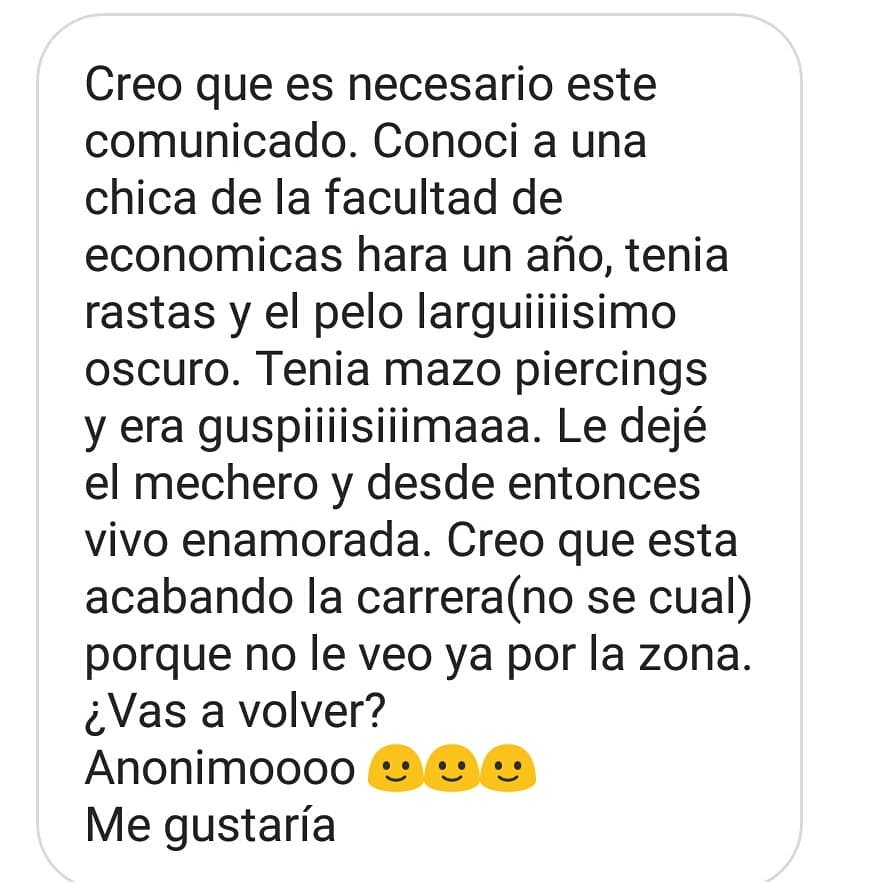 Creo que es necesario este
comunicado. Conoci a una
chica de la facultad de
economicas hara un año, tenia
rastas y el pelo larguiiiisimo
oscuro. Tenia mazo piercings
y era guspiiiisiiimaaa. Le dejé
el mechero y desde entonces
vivo enamorada. Creo que esta
acabando la carrera(no se cual)
porque no le veo ya por la zona.
¿Vas a volver?
Anonimoooo 🙂🙂🙂
Me gustaría